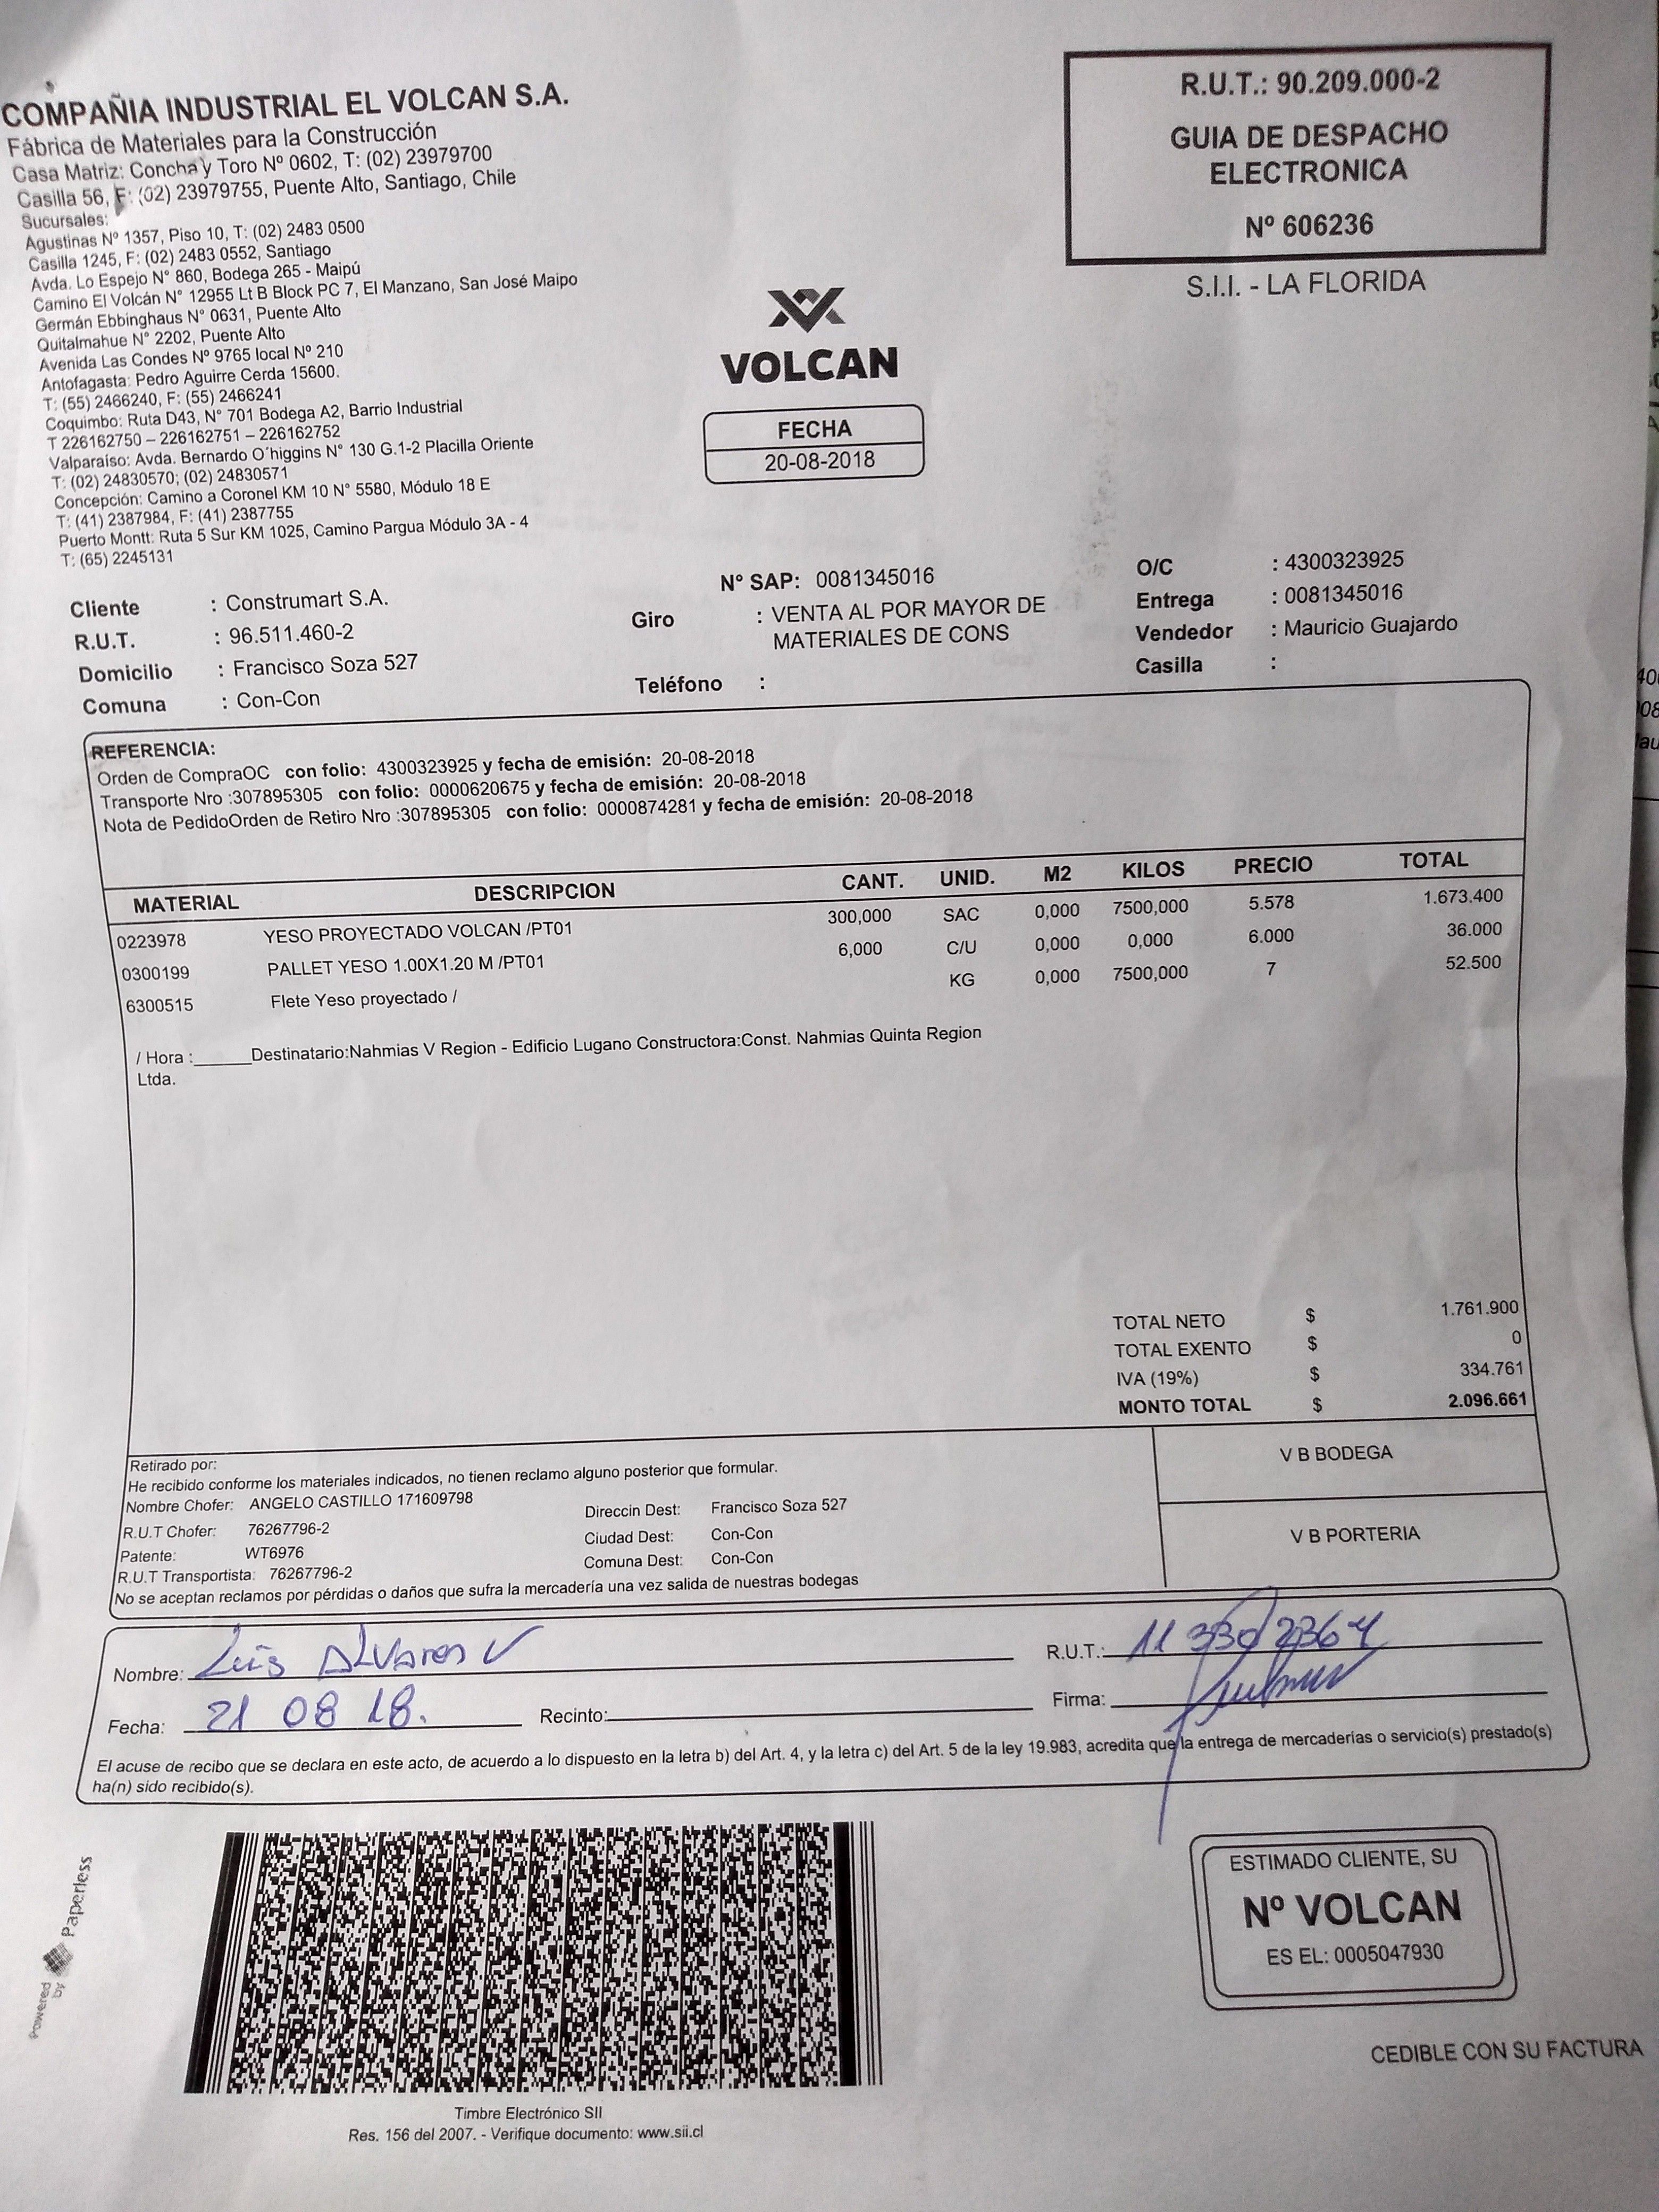 COMPAÑIA INDUSTRIAL EL VOLCAN S.A.
Fábrica de Materiales para la Construcción
Casa Matriz: Concha y Toro Nº 0602, T: (02) 23979700
Casilla 56, F: (02) 23979755, Puente Alto, Santiago, Chile
Sucursales:
Agustinas Nº 1357, Piso 10, T: (02) 2483 0500
Casilla 1245, F: (02) 2483 0552, Santiago
Avda. Lo Espejo N° 860, Bodega 265 - Maipú
Camino El Volcán N° 12955 Lt B Block PC 7, El Manzano, San José Maipo
Germán Ebbinghaus N° 0631, Puente Alto
Quitalmahue N° 2202, Puente Alto
Avenida Las Condes Nº 9765 local Nº 210
Antofagasta: Pedro Aguirre Cerda 15600.
T: (55) 2466240, F: (55) 2466241
Coquimbo: Ruta D43, N° 701 Bodega A2, Barrio Industrial
T 226162750 – 226162751 – 226162752
Valparaíso: Avda. Bernardo O´higgins N° 130 G.1-2 Placilla Oriente
T: (02) 24830570; (02) 24830571
Concepción: Camino a Coronel KM 10 N° 5580, Módulo 18 E
T: (41) 2387984, F: (41) 2387755
Puerto Montt: Ruta 5 Sur KM 1025, Camino Pargua Módulo 3A - 4
T: (65) 2245131
R.U.T.: 90.209.000-2
GUIA DE DESPACHO
ELECTRONICA
Nº 606236
S.I.I. - LA FLORIDA
VOLCAN
FECHA
20-08-2018
Cliente : Construmart S.A.
R.U.T. : 96.511.460-2
Domicilio : Francisco Soza 527
Comuna : Con-Con
N° SAP: 0081345016
Giro : VENTA AL POR MAYOR DE
MATERIALES DE CONS
Teléfono :
O/C : 4300323925
Entrega : 0081345016
Vendedor : Mauricio Guajardo
Casilla :
REFERENCIA:
Orden de CompraOC con folio: 4300323925 y fecha de emisión: 20-08-2018
Transporte Nro :307895305 con folio: 0000620675 y fecha de emisión: 20-08-2018
Nota de PedidoOrden de Retiro Nro :307895305 con folio: 0000874281 y fecha de emisión: 20-08-2018
MATERIAL DESCRIPCION CANT. UNID. M2 KILOS PRECIO TOTAL
0223978 YESO PROYECTADO VOLCAN /PT01 300,000 SAC 0,000 7500,000 5.578 1.673.400
0300199 PALLET YESO 1.00X1.20 M /PT01 6,000 C/U 0,000 0,000 6.000 36.000
6300515 Flete Yeso proyectado / KG 0,000 7500,000 7 52.500
/ Hora :______Destinatario:Nahmias V Region - Edificio Lugano Constructora:Const. Nahmias Quinta Region
Ltda.
TOTAL NETO $ 1.761.900
TOTAL EXENTO $ 0
IVA (19%) $ 334.761
MONTO TOTAL $ 2.096.661
Retirado por:
He recibido conforme los materiales indicados, no tienen reclamo alguno posterior que formular.
Nombre Chofer: ANGELO CASTILLO 171609798
R.U.T Chofer: 76267796-2
Patente: WT6976
R.U.T Transportista: 76267796-2
Direccin Dest: Francisco Soza 527
Ciudad Dest: Con-Con
Comuna Dest: Con-Con
No se aceptan reclamos por pérdidas o daños que sufra la mercadería una vez salida de nuestras bodegas
V B BODEGA
V B PORTERIA
Nombre: Luis Alvares V
R.U.T.:
Fecha: 21 08 18.
Recinto:
Firma:
El acuse de recibo que se declara en este acto, de acuerdo a lo dispuesto en la letra b) del Art. 4, y la letra c) del Art. 5 de la ley 19.983, acredita que la entrega de mercaderías o servicio(s) prestado(s)
ha(n) sido recibido(s).
Powered by Paperless
Timbre Electrónico SII
Res. 156 del 2007. - Verifique documento: www.sii.cl
ESTIMADO CLIENTE, SU
Nº VOLCAN
ES EL: 0005047930
CEDIBLE CON SU FACTURA